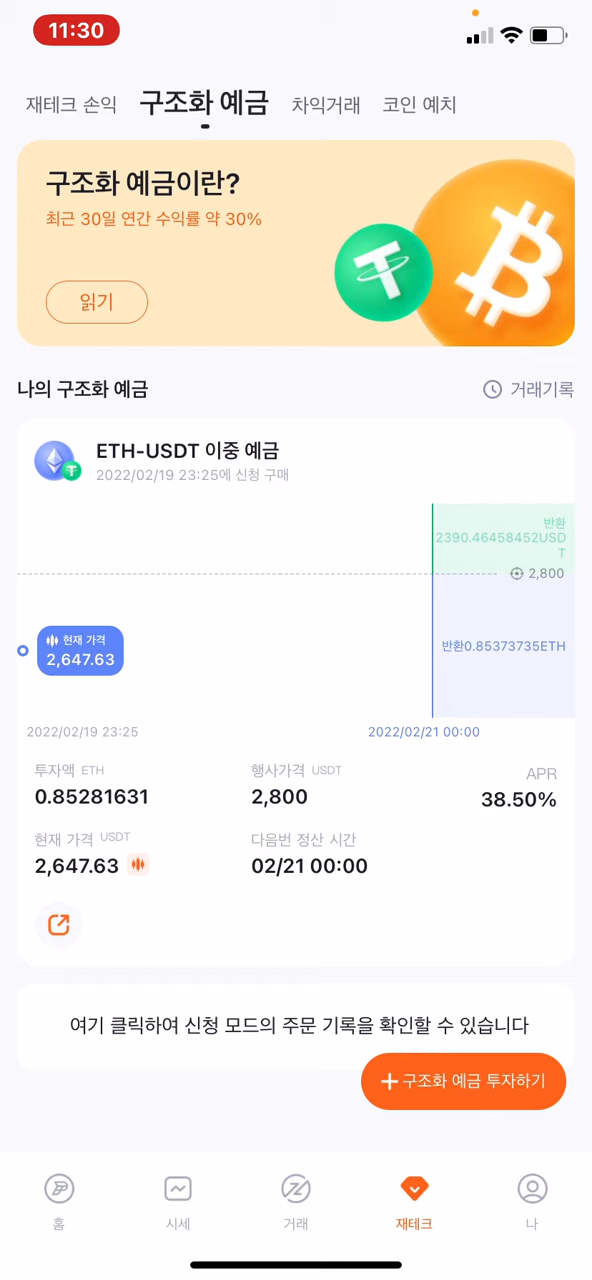 11:30
재테크 손익 구조화 예금 차익거래 코인 예치
구조화 예금이란?
최근 30일 연간 수익률 약 30%
읽기
나의 구조화 예금
거래기록
ETH-USDT 이중 예금
2022/02/19 23:25에 신청 구매
반환
2390.46458452USD
T
2,800
현재 가격
2,647.63
반환0.85373735ETH
2022/02/19 23:25
2022/02/21 00:00
투자액 ETH
0.85281631
행사가격 USDT
2,800
APR
38.50%
현재 가격 USDT
2,647.63
다음번 정산 시간
02/21 00:00
여기 클릭하여 신청 모드의 주문 기록을 확인할 수 있습니다
+구조화 예금 투자하기
홈 시세 거래 재테크 나